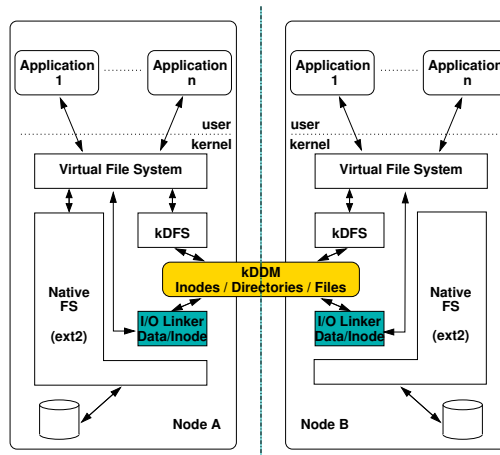 Application
1
Application
n
Application
1
Application
n
user
kernel
user
kernel
Virtual File System
Virtual File System
kDFS
kDFS
kDDM
Inodes / Directories / Files
Native
FS
(ext2)
I/O Linker
Data/Inode
I/O Linker
Data/Inode
Native
FS
(ext2)
Node A
Node B